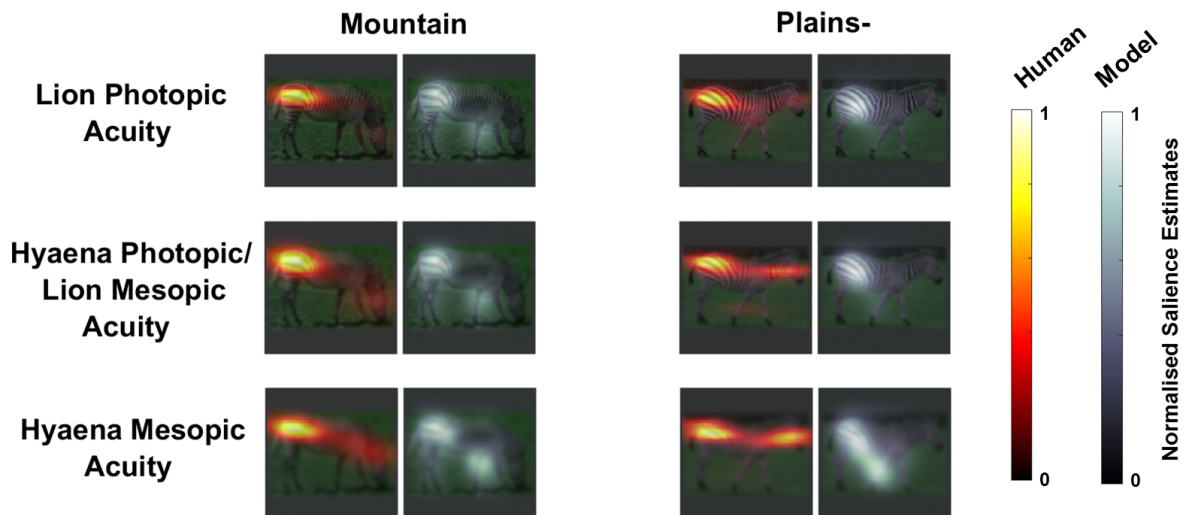 Mountain
Plains-
Human
Model
Lion Photopic
Acuity
Hyaena Photopic/
Lion Mesopic
Acuity
Hyaena Mesopic
Acuity
1
0
1
0
Normalised Salience Estimates